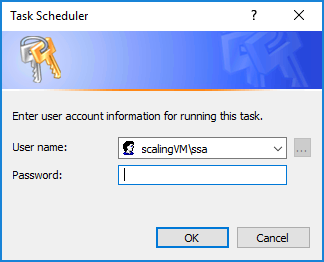 Task Scheduler
?
Enter user account information for running this task.
User name: scalingVM\ssa ...
Password:
OK Cancel